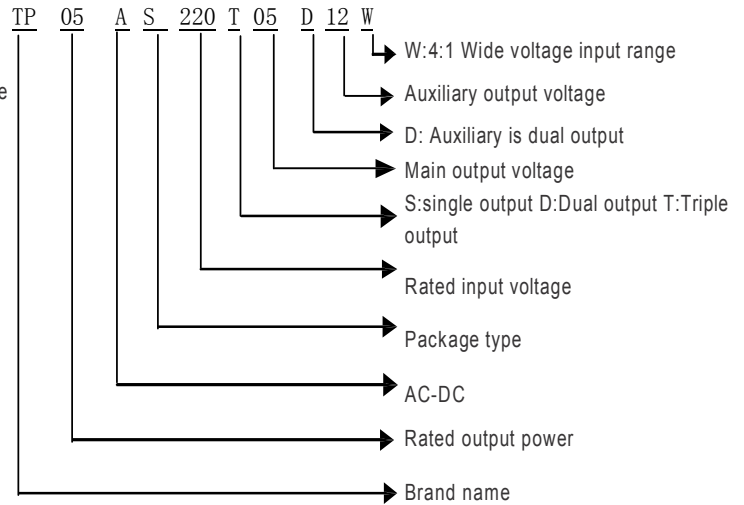 TP 05 A S 220 T 05 D 12 W
W:4:1 Wide voltage input range
e
Auxiliary output voltage
D: Auxiliary is dual output
Main output voltage
S:single output D:Dual output T:Triple
output
Rated input voltage
Package type
AC-DC
Rated output power
Brand name